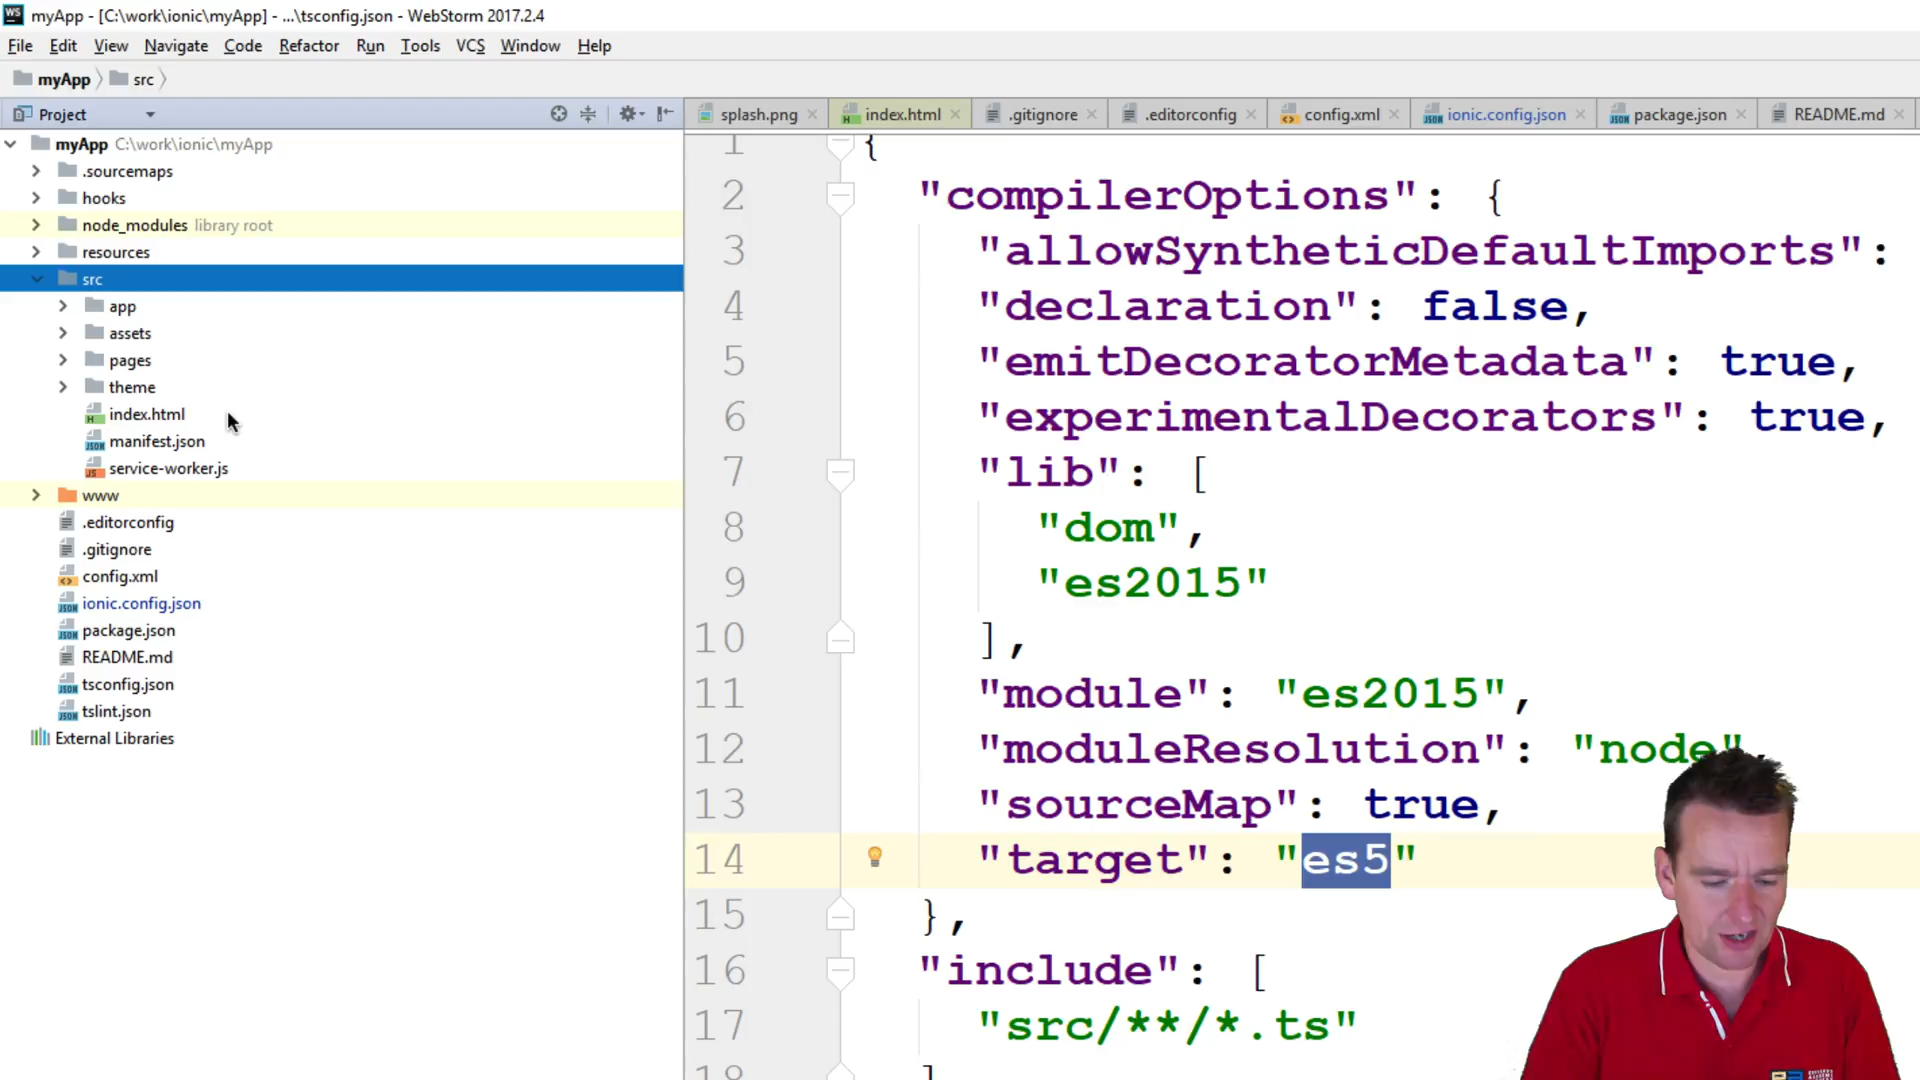 myApp - [C:\work\ionic\myApp] - ...\tsconfig.json - WebStorm 2017.2.4
File Edit View Navigate Code Refactor Run Tools VCS Window Help
myApp src
Project
splash.png index.html .gitignore .editorconfig config.xml ionic.config.json package.json README.md
myApp C:\work\ionic\myApp
.sourcemaps
hooks
node_modules library root
resources
src
app
assets
pages
theme
index.html
manifest.json
service-worker.js
www
.editorconfig
.gitignore
config.xml
ionic.config.json
package.json
README.md
tsconfig.json
tslint.json
External Libraries
1 {
2 "compilerOptions": {
3 "allowSyntheticDefaultImports":
4 "declaration": false,
5 "emitDecoratorMetadata": true,
6 "experimentalDecorators": true,
7 "lib": [
8 "dom",
9 "es2015"
10 ],
11 "module": "es2015",
12 "moduleResolution": "node",
13 "sourceMap": true,
14 "target": "es5"
15 },
16 "include": [
17 "src/**/*.ts"
18 ]